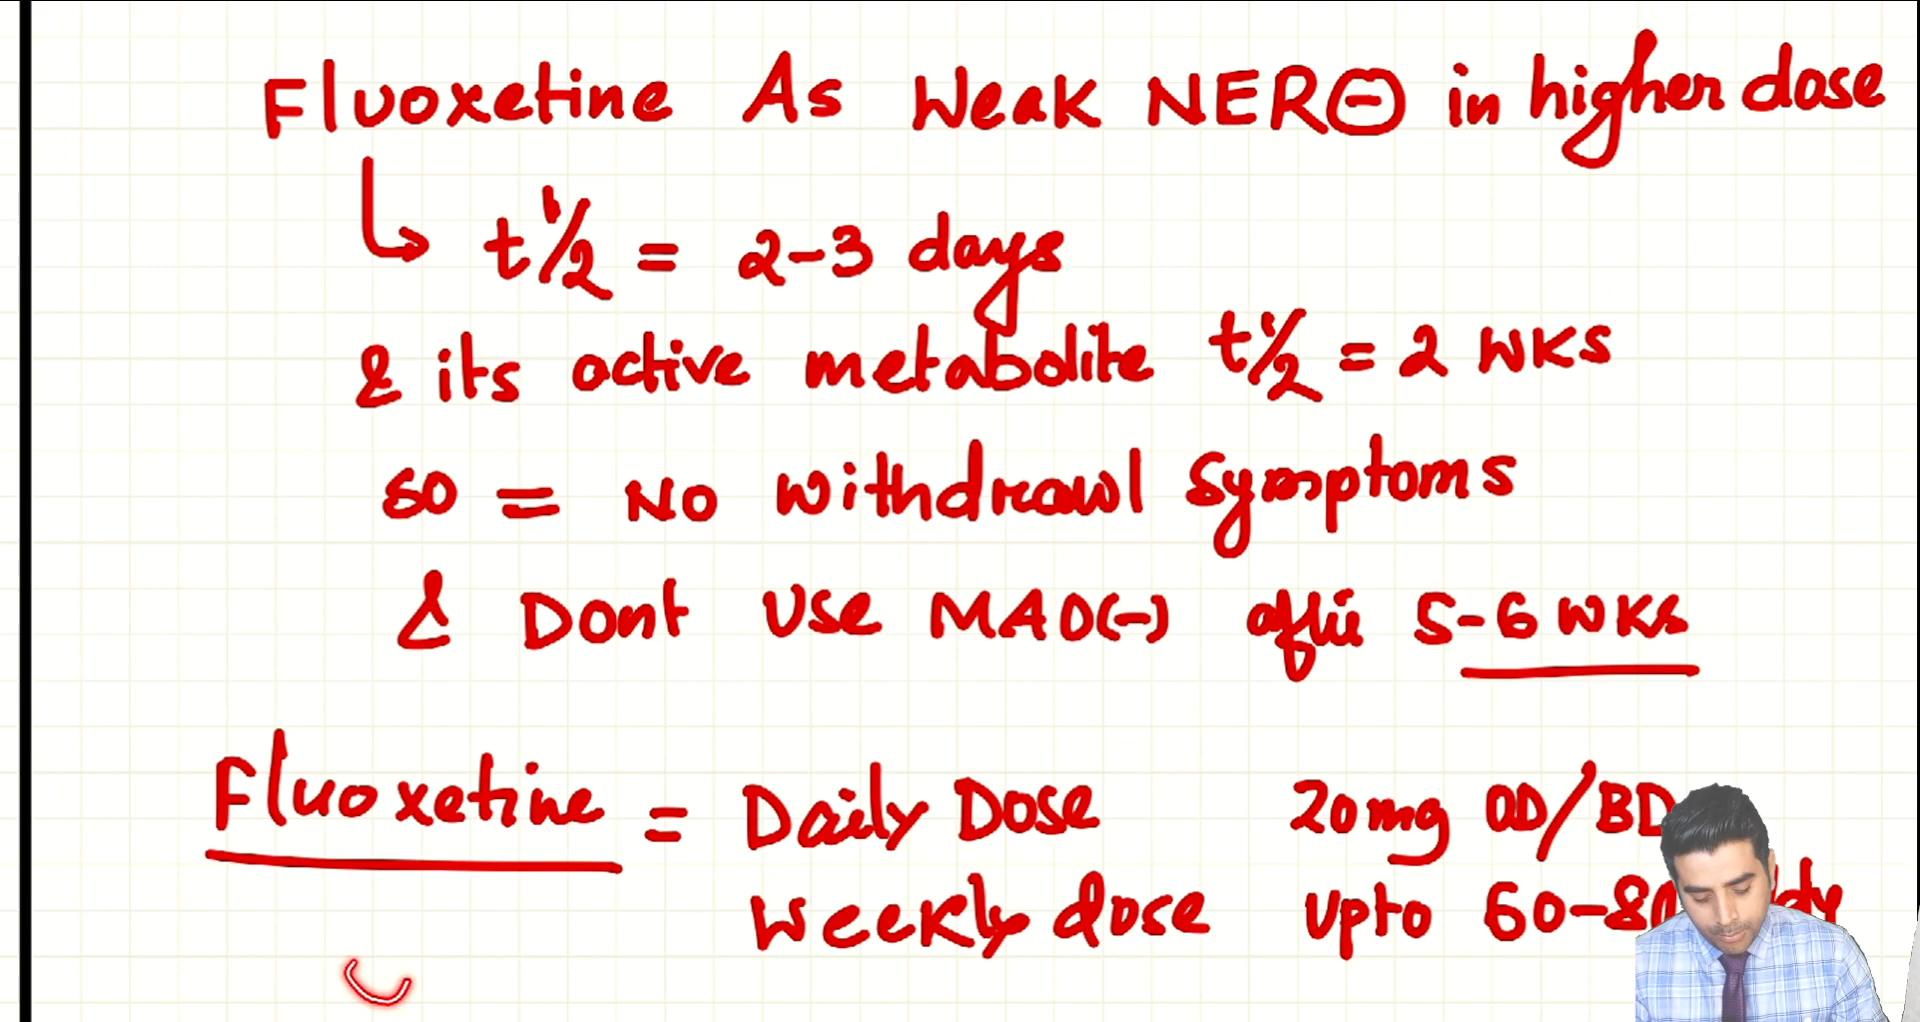 Fluoxetine As Weak NER⊖ in higher dose
↳ t½ = 2-3 days
& its active metabolite t½ = 2 WKS
so = No withdrawl symptoms
& Dont Use MAO(-) after 5-6 WKS
Fluoxetine = Daily Dose 20mg OD/BD
Weekly dose Upto 60-80